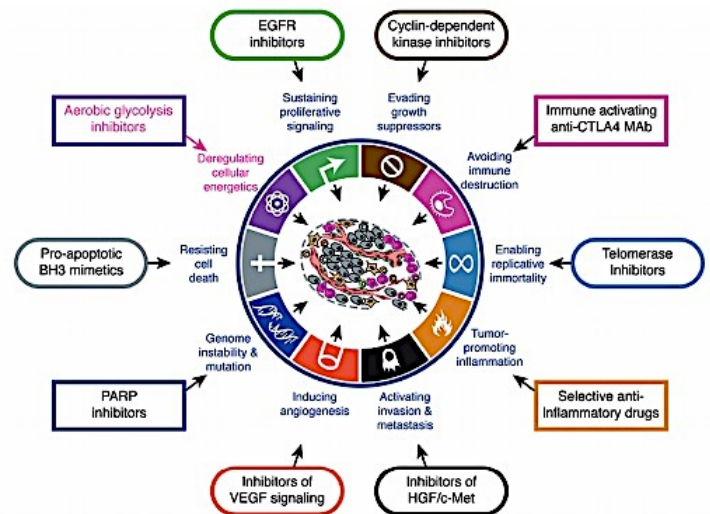 EGFR
inhibitors
Cyclin-dependent
kinase inhibitors
Sustaining
proliferative
signaling
Evading
growth
suppressors
Aerobic glycolysis
inhibitors
Immune activating
anti-CTLA4 MAb
Deregulating
cellular
energetics
Avoiding
immune
destruction
Pro-apoptotic
BH3 mimetics
Resisting
cell
death
Enabling
replicative
immortality
Telomerase
Inhibitors
Genome
instability &
mutation
Tumor-
promoting
inflammation
PARP
inhibitors
Inducing
angiogenesis
Activating
invasion &
metastasis
Selective anti-
Inflammatory drugs
Inhibitors of
VEGF signaling
Inhibitors of
HGF/c-Met